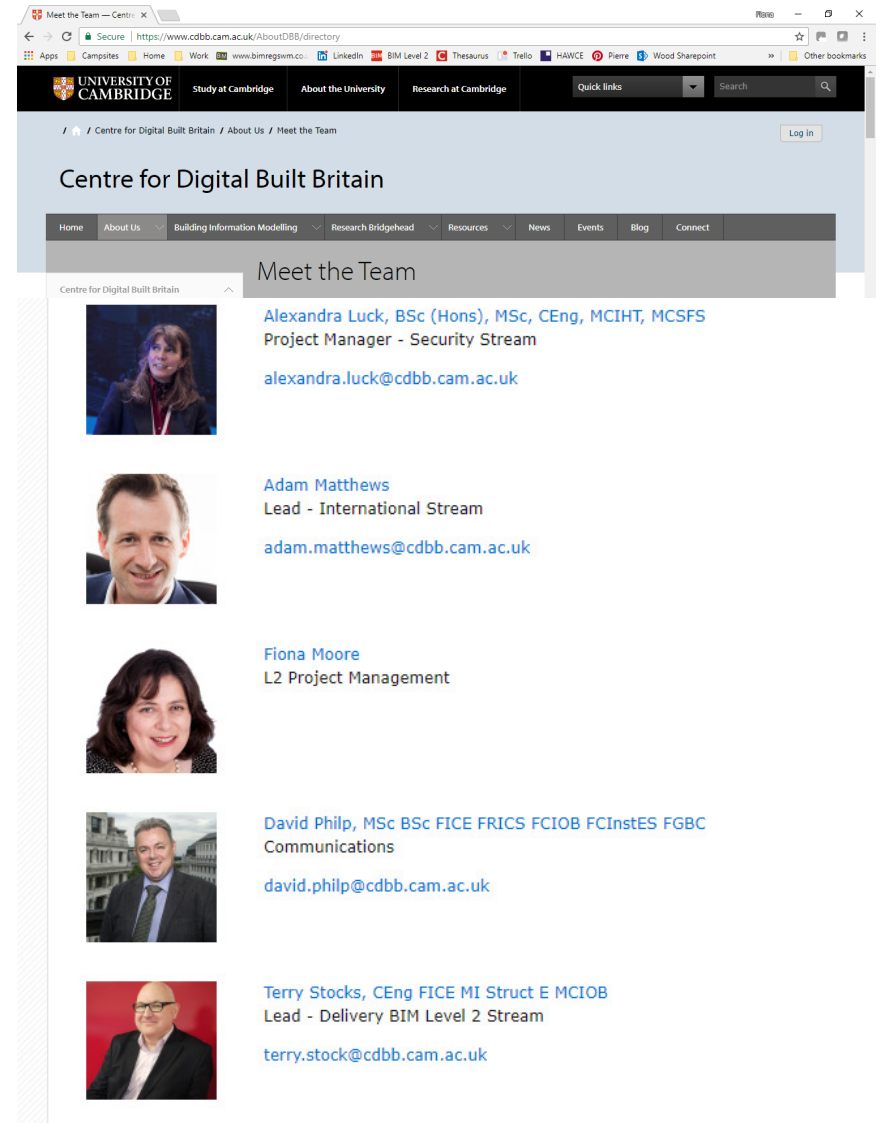 Meet the Team — Centre
Secure | https://www.cdbb.cam.ac.uk/AboutDBB/directory
Apps Campsites Home Work www.bimregswm.co LinkedIn BIM Level 2 Thesaurus Trello HAWCE Pierre Wood Sharepoint » Other bookmarks
UNIVERSITY OF
CAMBRIDGE
Study at Cambridge About the University Research at Cambridge Quick links Search
/ / Centre for Digital Built Britain / About Us / Meet the Team
Log in
Centre for Digital Built Britain
Home About Us Building Information Modelling Research Bridgehead Resources News Events Blog Connect
Meet the Team
Centre for Digital Built Britain
Alexandra Luck, BSc (Hons), MSc, CEng, MCIHT, MCSFS
Project Manager - Security Stream
alexandra.luck@cdbb.cam.ac.uk
Adam Matthews
Lead - International Stream
adam.matthews@cdbb.cam.ac.uk
Fiona Moore
L2 Project Management
David Philp, MSc BSc FICE FRICS FCIOB FCInstES FGBC
Communications
david.philp@cdbb.cam.ac.uk
Terry Stocks, CEng FICE MI Struct E MCIOB
Lead - Delivery BIM Level 2 Stream
terry.stock@cdbb.cam.ac.uk